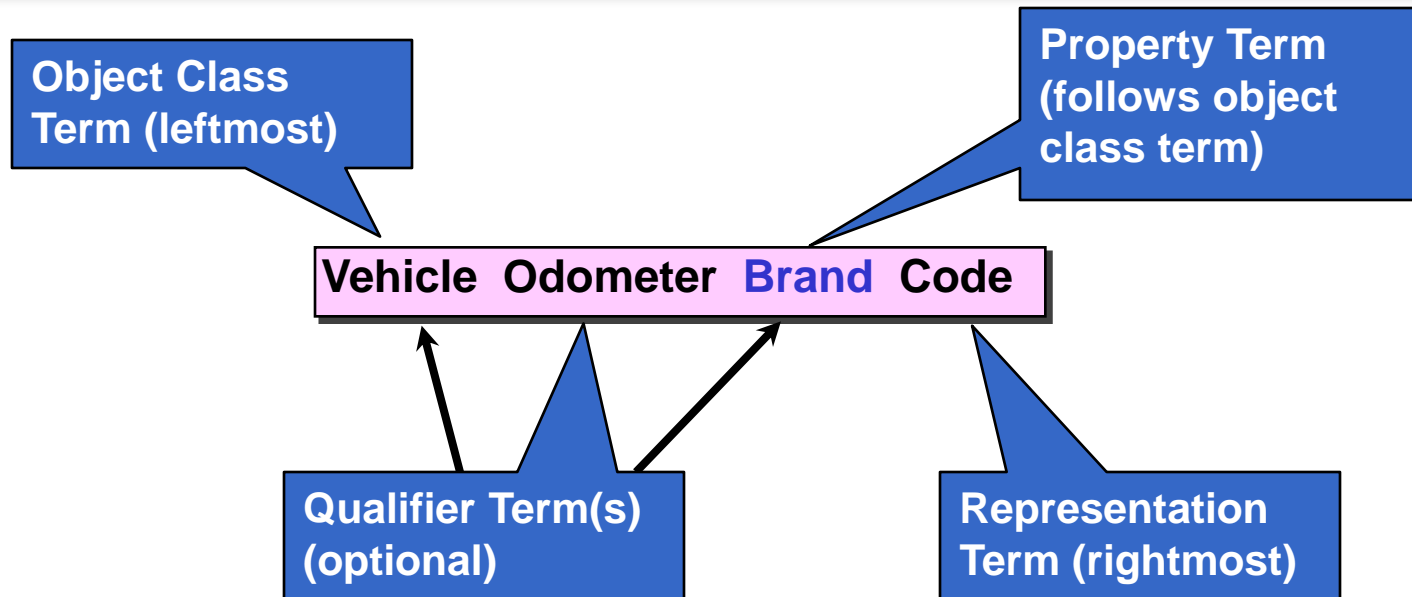 Object Class
Term (leftmost)
Property Term
(follows object
class term)
Vehicle Odometer Brand Code
Qualifier Term(s)
(optional)
Representation
Term (rightmost)